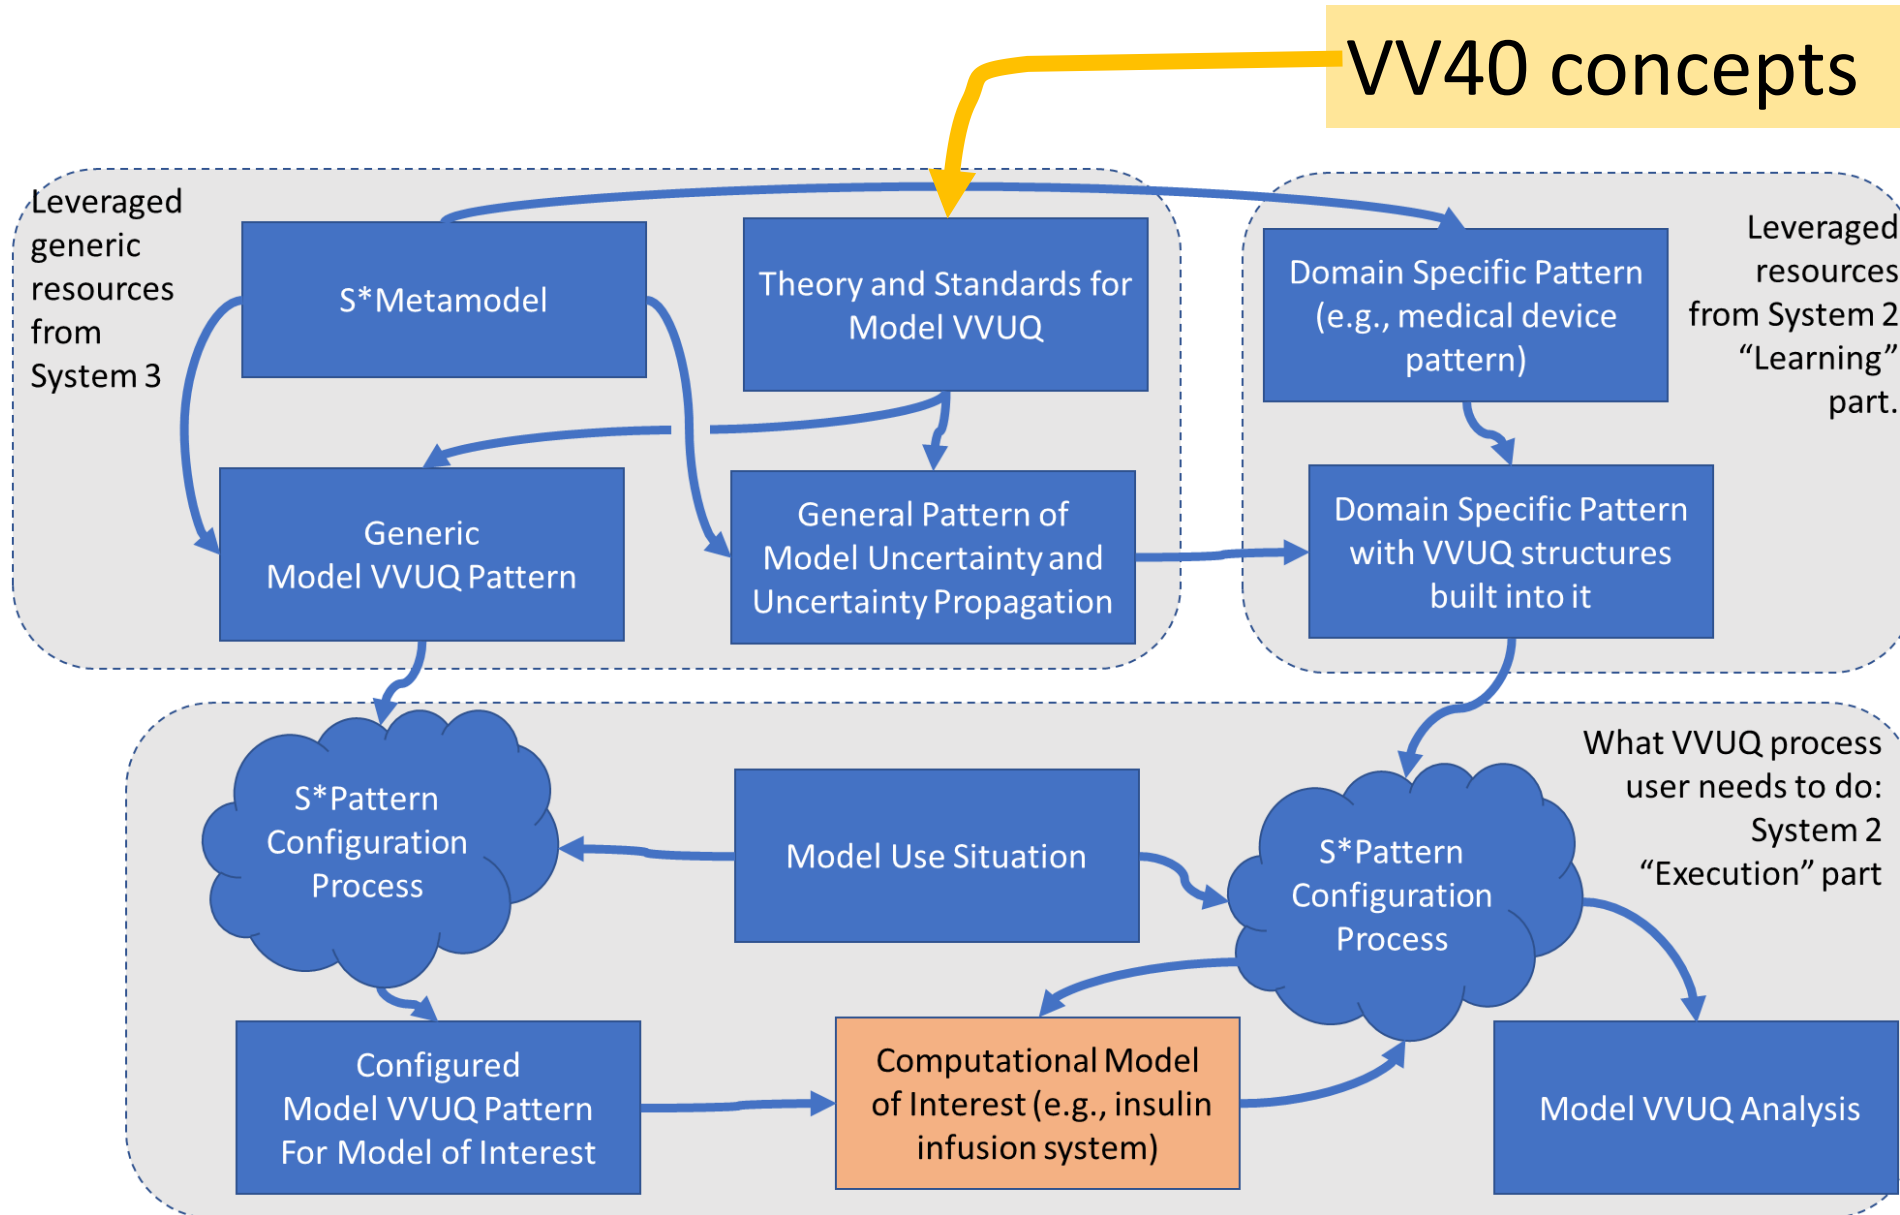 VV40 concepts
Leveraged
generic
resources
from
System 3
S*Metamodel
Theory and Standards for
Model VVUQ
Domain Specific Pattern
(e.g., medical device
pattern)
Leveraged
resources
from System 2
“Learning”
part.
Generic
Model VVUQ Pattern
General Pattern of
Model Uncertainty and
Uncertainty Propagation
Domain Specific Pattern
with VVUQ structures
built into it
What VVUQ process
user needs to do:
System 2
“Execution” part
S*Pattern
Configuration
Process
Model Use Situation
S*Pattern
Configuration
Process
Configured
Model VVUQ Pattern
For Model of Interest
Computational Model
of Interest (e.g., insulin
infusion system)
Model VVUQ Analysis